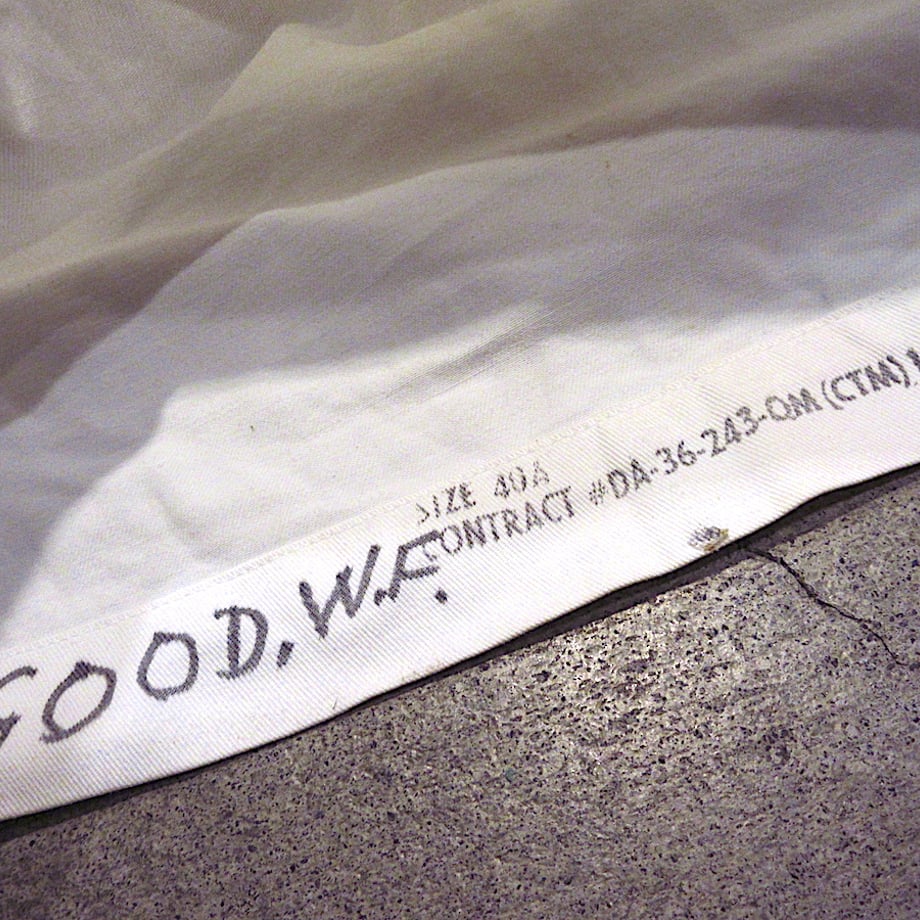 SIZE 40A
CONTRACT #DA-36-243-QM(CTM)
GOOD, W.F.